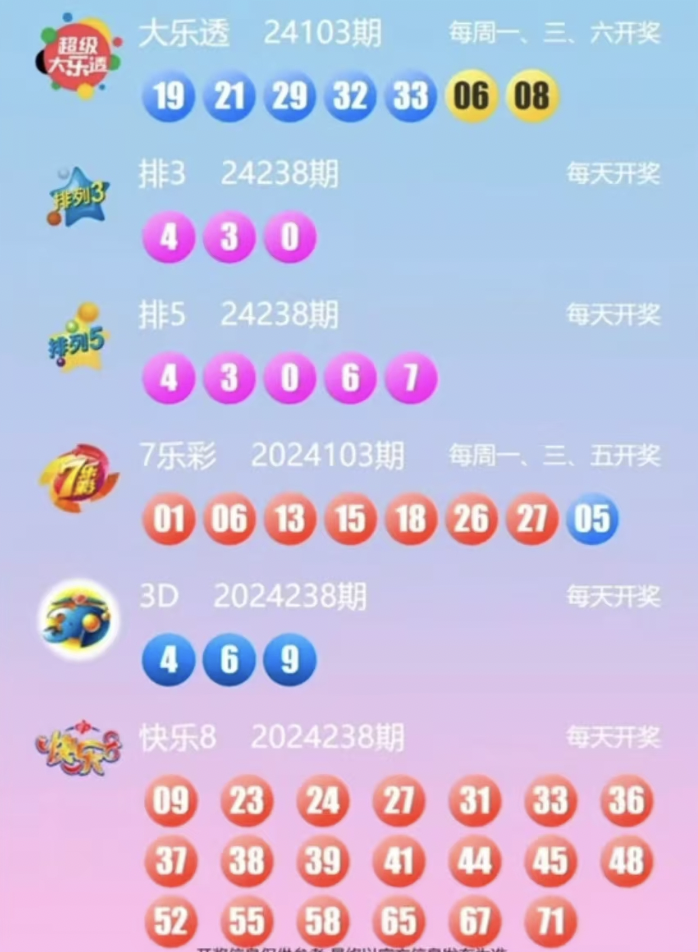 超级
大乐透
大乐透 24103期 每周一、三、六开奖
19 21 29 32 33 06 08
排3 24238期 每天开奖
排列3
4 3 0
排5 24238期 每天开奖
排列5
4 3 0 6 7
7乐彩 2024103期 每周一、三、五开奖
7乐彩
01 06 13 15 18 26 27 05
3D 2024238期 每天开奖
3D
4 6 9
快乐8 2024238期 每天开奖
快乐
09 23 24 27 31 33 36
37 38 39 41 44 45 48
52 55 58 65 67 71